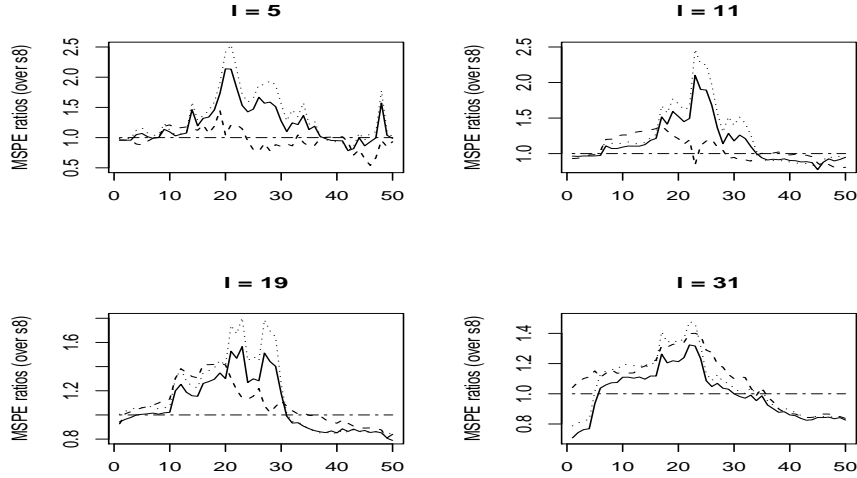 I = 5
MSPE ratios (over s8)
0.5 1.0 1.5 2.0 2.5
0 10 20 30 40 50
I = 11
MSPE ratios (over s8)
1.0 1.5 2.0 2.5
0 10 20 30 40 50
I = 19
MSPE ratios (over s8)
0.8 1.2 1.6
0 10 20 30 40 50
I = 31
MSPE ratios (over s8)
0.8 1.0 1.2 1.4
0 10 20 30 40 50